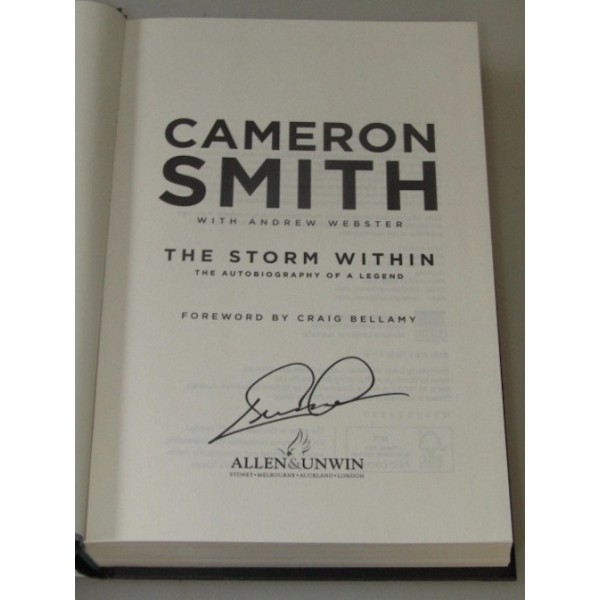 CAMERON
SMITH
WITH ANDREW WEBSTER
THE STORM WITHIN
THE AUTOBIOGRAPHY OF A LEGEND
FOREWORD BY CRAIG BELLAMY
ALLEN&UNWIN
SYDNEY•MELBOURNE•AUCKLAND•LONDON